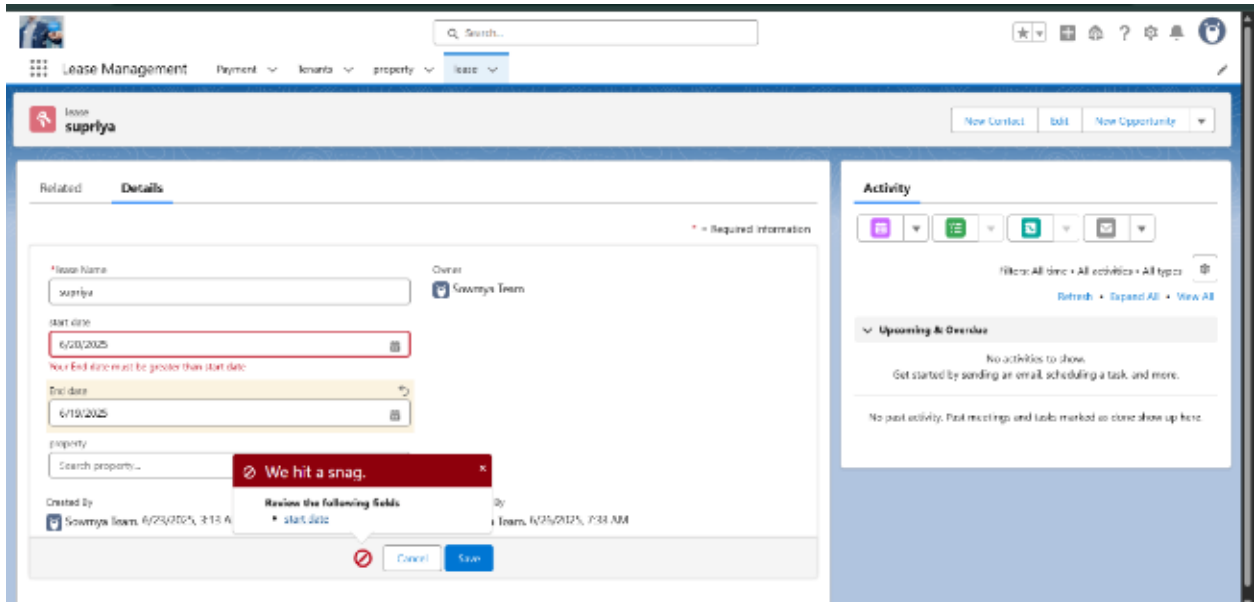 Search...
Lease Management Payment Tenants property lease
lease
supriya
New Contact Edit New Opportunity
Related Details
* = Required Information
*lease Name
supriya
Owner
Sowmya Team
start date
6/20/2025
Your End date must be greater than start date
End date
6/19/2025
property
Search property...
We hit a snag.
Review the following fields
• start date
Created By
Sowmya Team, 6/23/2025, 3:13 A
By
Team, 6/26/2025, 7:33 AM
Cancel Save
Activity
Filters: All time • All activities • All types
Refresh • Expand All • View All
Upcoming & Overdue
No activities to show.
Get started by sending an email, scheduling a task, and more.
No past activity. Past meetings and tasks marked as done show up here.